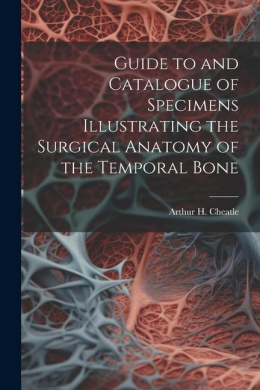 Guide to and
Catalogue of
Specimens
Illustrating the
Surgical Anatomy of
the Temporal Bone
Arthur H. Cheatle